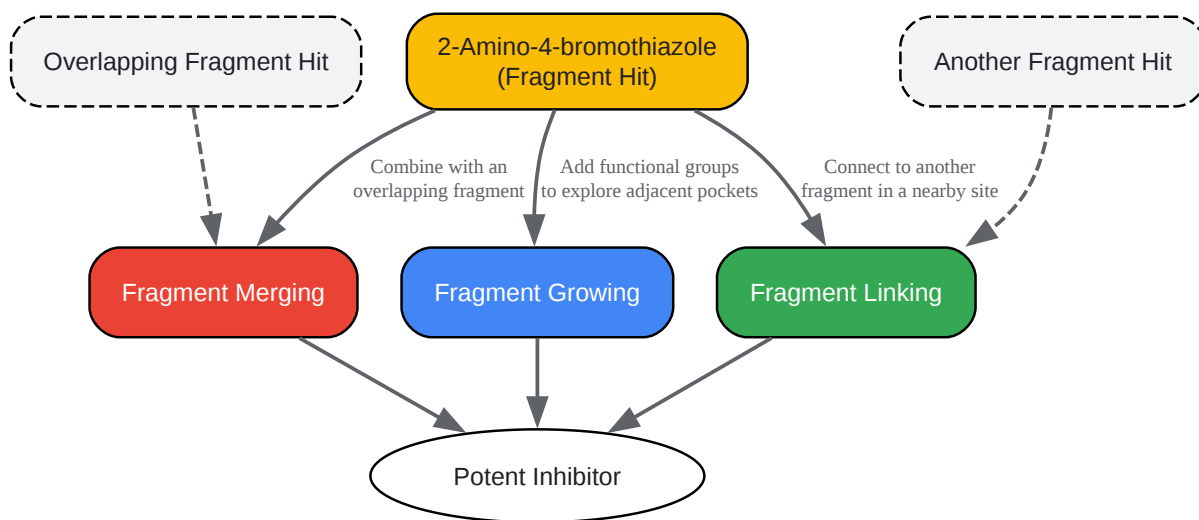 Overlapping Fragment Hit
2-Amino-4-bromothiazole
(Fragment Hit)
Another Fragment Hit
Combine with an
overlapping fragment
Add functional groups
to explore adjacent pockets
Connect to another
fragment in a nearby site
Fragment Merging
Fragment Growing
Fragment Linking
Potent Inhibitor